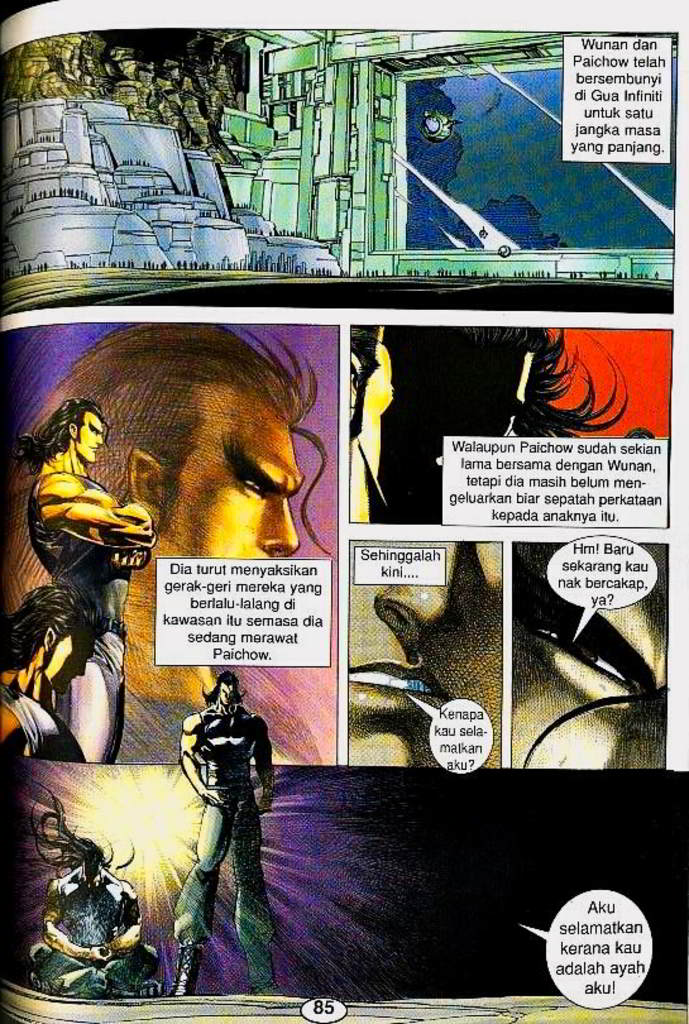 Wunan dan
Paichow telah
bersembunyi
di Gua Infiniti
untuk satu
jangka masa
yang panjang.
Dia turut menyaksikan
gerak-geri mereka yang
berlalu-lalang di
kawasan itu semasa dia
sedang merawat
Paichow.
Walaupun Paichow sudah sekian
lama bersama dengan Wunan,
tetapi dia masih belum men-
geluarkan biar sepatah perkataan
kepada anaknya itu.
Sehinggalah
kini....
Kenapa
kau sela-
matkan
aku?
Hm! Baru
sekarang kau
nak bercakap,
ya?
Aku
selamatkan
kerana kau
adalah ayah
aku!
85